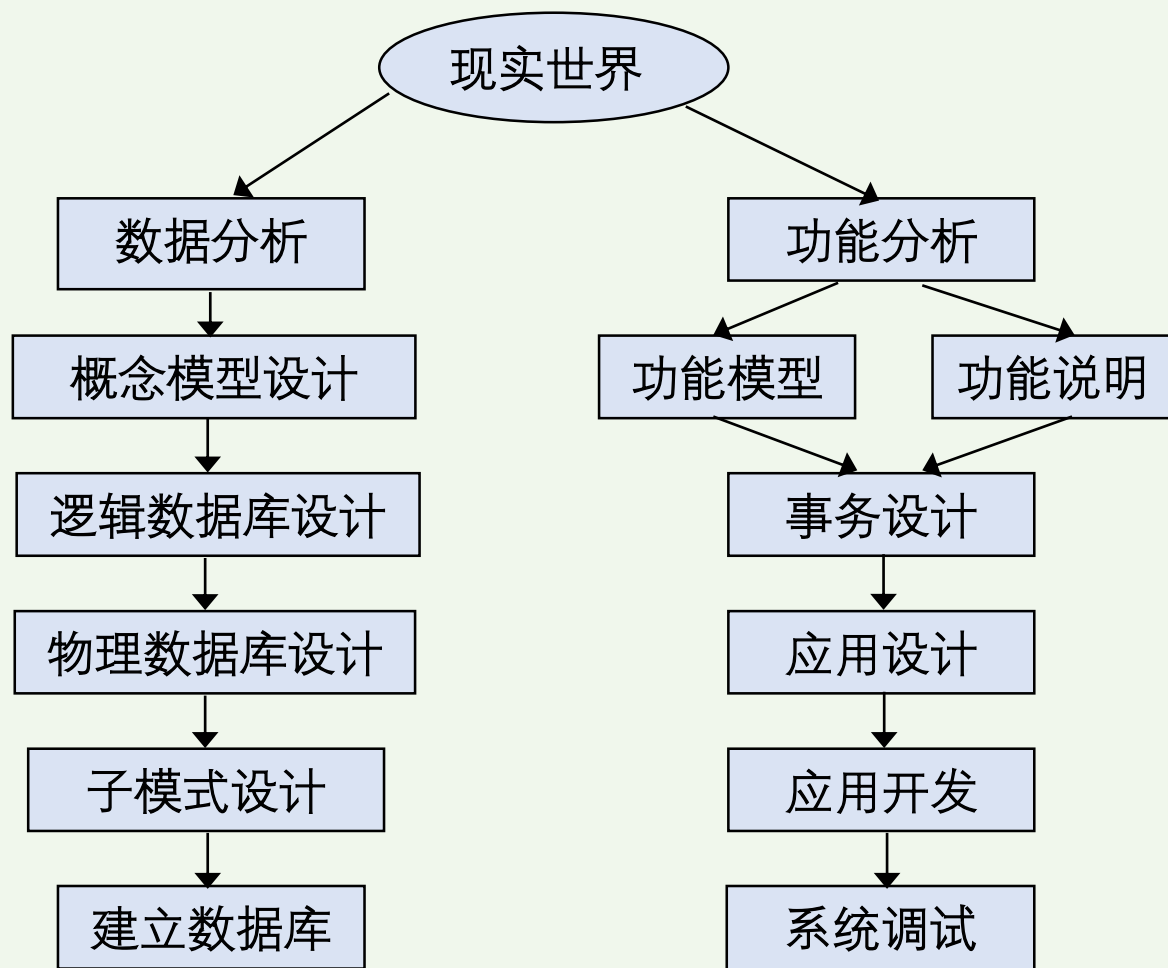 现实世界
数据分析
功能分析
概念模型设计
功能模型
功能说明
逻辑数据库设计
事务设计
物理数据库设计
应用设计
子模式设计
应用开发
建立数据库
系统调试